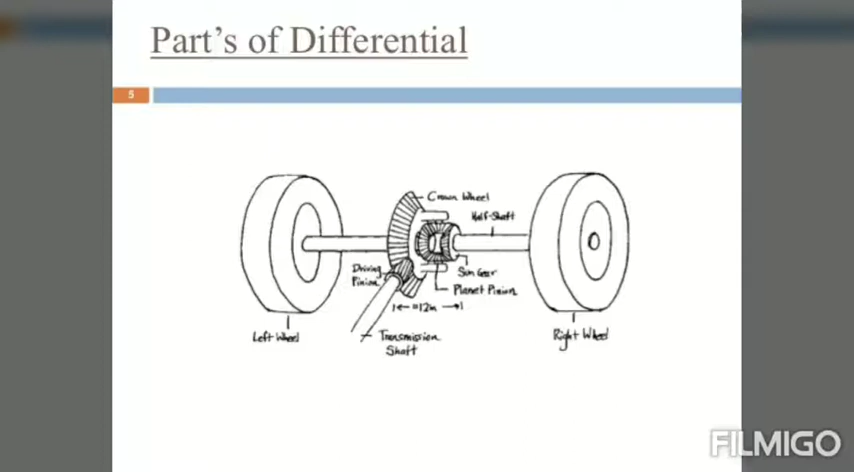 Part's of Differential
5
Crown Wheel
Half-Shaft
Driving
Pinion
Sun Gear
Planet Pinion
Transmission
Shaft
Left Wheel
Right Wheel
FILMIGO